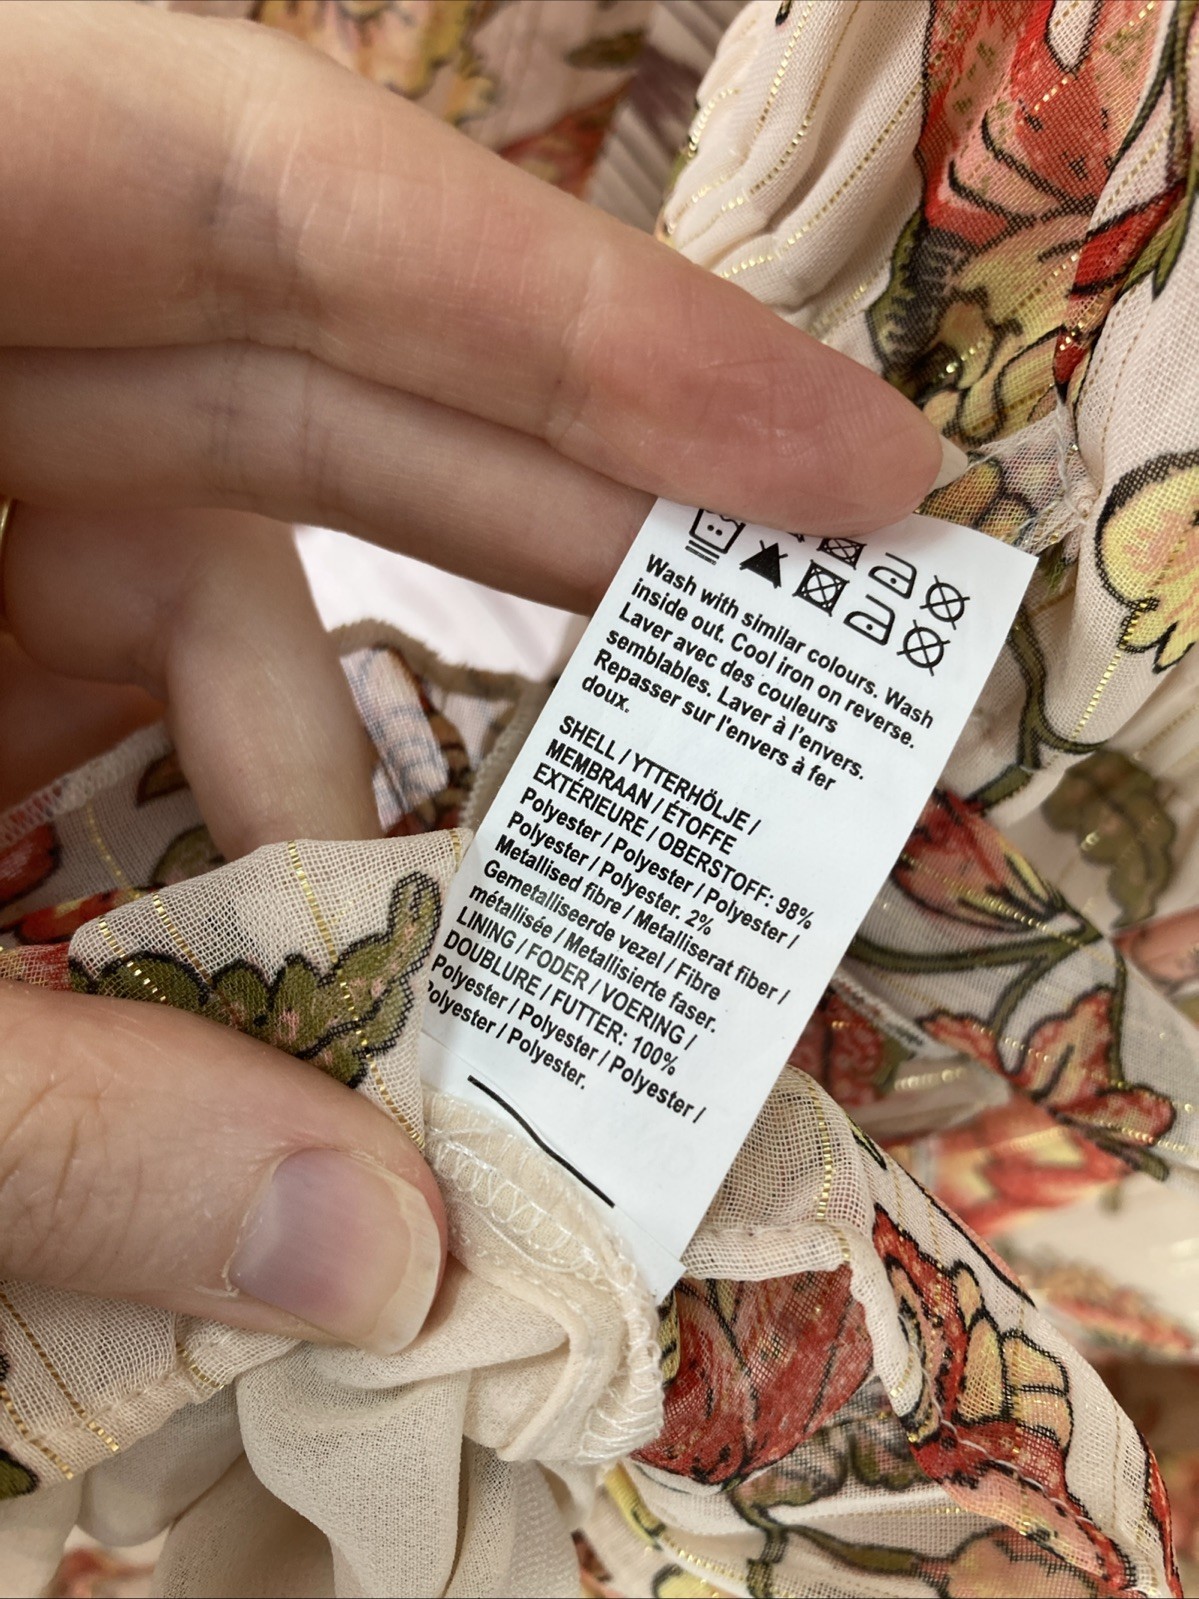 Wash with similar colours. Wash
inside out. Cool iron on reverse.
Laver avec des couleurs
semblables. Laver à l'envers.
Repasser sur l'envers à fer
doux.
SHELL / YTTERHÖLJE /
MEMBRAAN / ÉTOFFE
EXTÉRIEURE / OBERSTOFF: 98%
Polyester / Polyester / Polyester /
Polyester / Polyester. 2%
Metallised fibre / Metalliserat fiber /
Gemetalliseerde vezel / Fibre
métallisée / Metallisierte faser.
LINING / FODER / VOERING /
DOUBLURE / FUTTER: 100%
Polyester / Polyester / Polyester /
Polyester / Polyester.